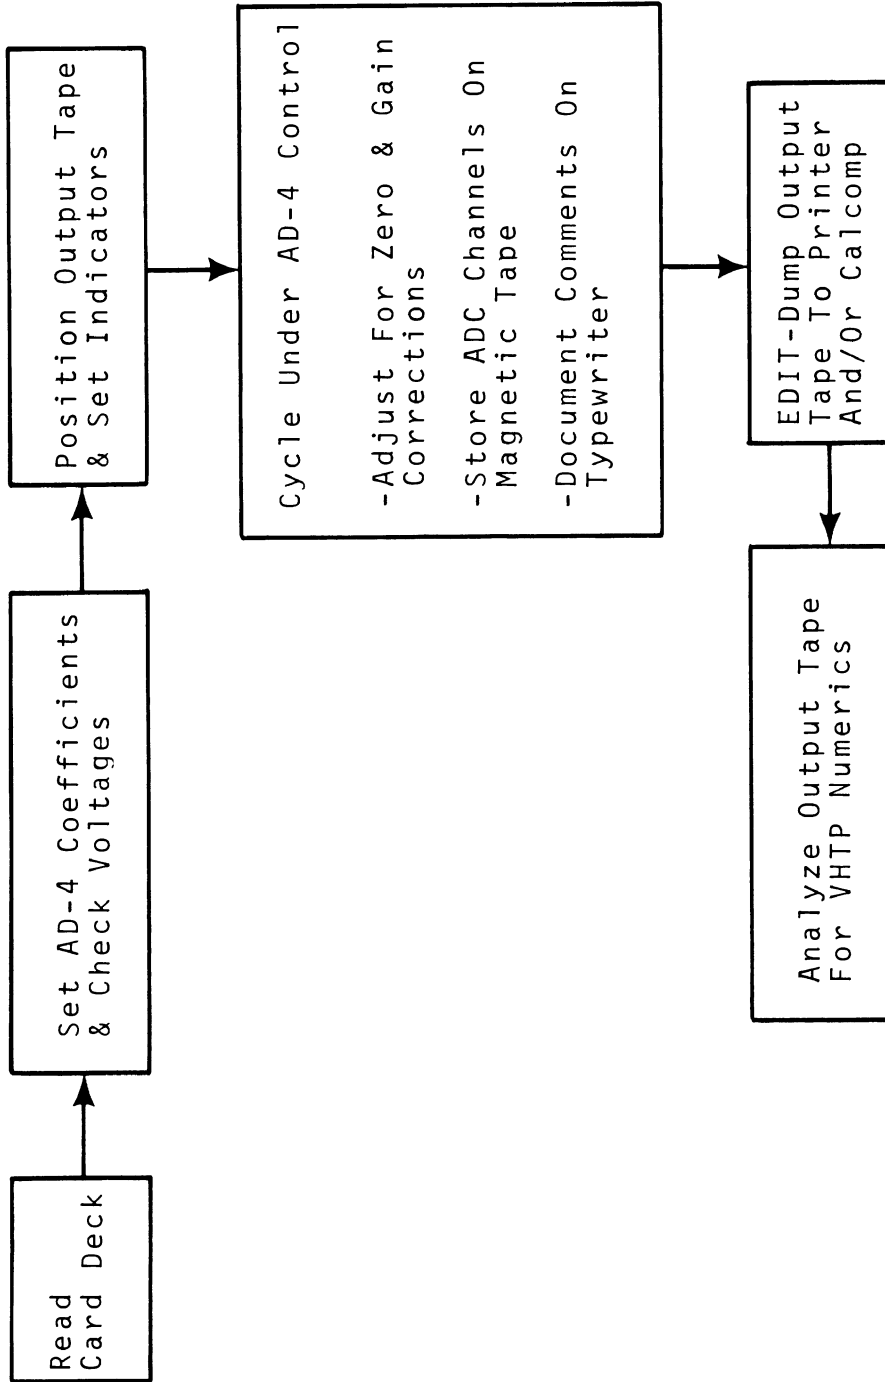 Read
Card Deck
Set AD-4 Coefficients
& Check Voltages
Position Output Tape
& Set Indicators
Cycle Under AD-4 Control
-Adjust For Zero & Gain
Corrections
-Store ADC Channels On
Magnetic Tape
-Document Comments On
Typewriter
EDIT-Dump Output
Tape To Printer
And/Or Calcomp
Analyze Output Tape
For VHTP Numerics